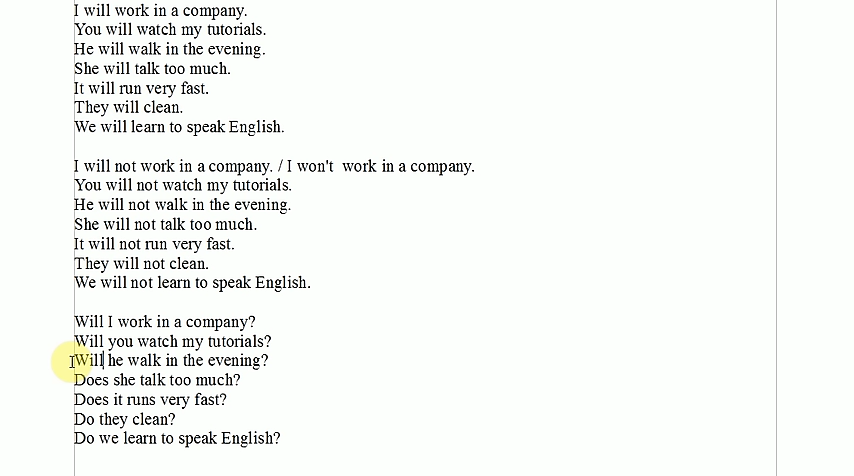 I will work in a company.
You will watch my tutorials.
He will walk in the evening.
She will talk too much.
It will run very fast.
They will clean.
We will learn to speak English.
I will not work in a company. / I won't  work in a company.
You will not watch my tutorials.
He will not walk in the evening.
She will not talk too much.
It will not run very fast.
They will not clean.
We will not learn to speak English.
Will I work in a company?
Will you watch my tutorials?
Will he walk in the evening?
Does she talk too much?
Does it runs very fast?
Do they clean?
Do we learn to speak English?